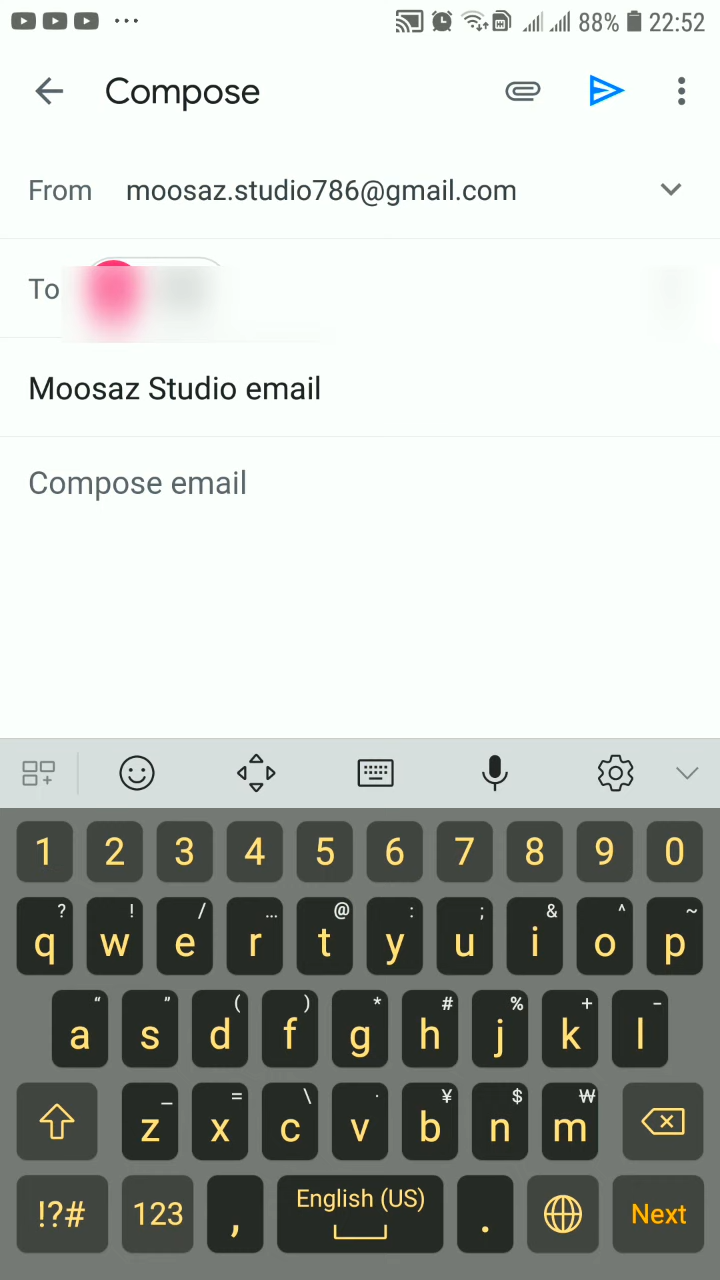 88% 22:52
Compose
From moosaz.studio786@gmail.com
To
Moosaz Studio email
Compose email
1 2 3 4 5 6 7 8 9 0
? ! / ... @ : ; & ^ ~
q w e r t y u i o p
“ ” ( ) * # % + -
a s d f g h j k l
_ = \ · ¥ $ ₩
z x c v b n m
!?# 123 , English (US) . Next